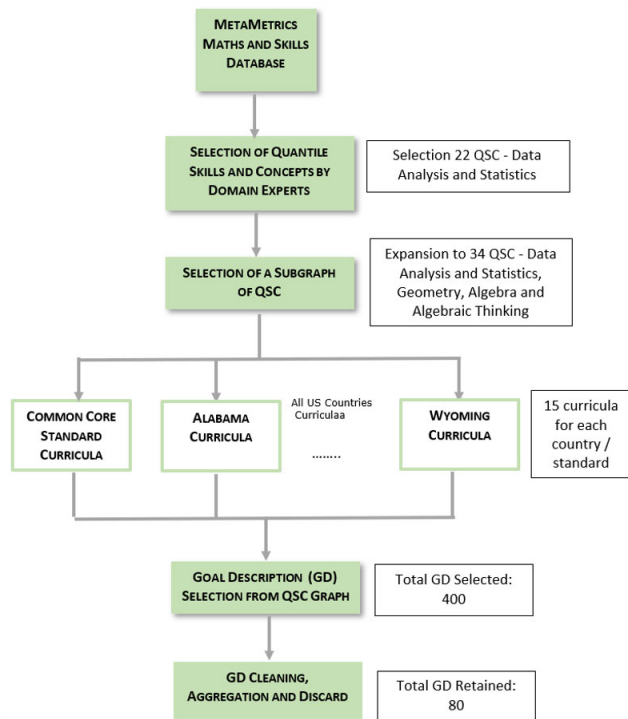 METAMETRICS
MATHS AND SKILLS
DATABASE
SELECTION OF QUANTILE
SKILLS AND CONCEPTS BY
DOMAIN EXPERTS
Selection 22 QSC - Data
Analysis and Statistics
SELECTION OF A SUBGRAPH
OF QSC
Expansion to 34 QSC - Data
Analysis and Statistics,
Geometry, Algebra and
Algebraic Thinking
COMMON CORE
STANDARD
CURRICULA
ALABAMA
CURRICULA
All US Countries
Curriculaa
........
WYOMING
CURRICULA
15 curricula
for each
country /
standard
GOAL DESCRIPTION (GD)
SELECTION FROM QSC GRAPH
Total GD Selected:
400
GD CLEANING,
AGGREGATION AND DISCARD
Total GD Retained:
80